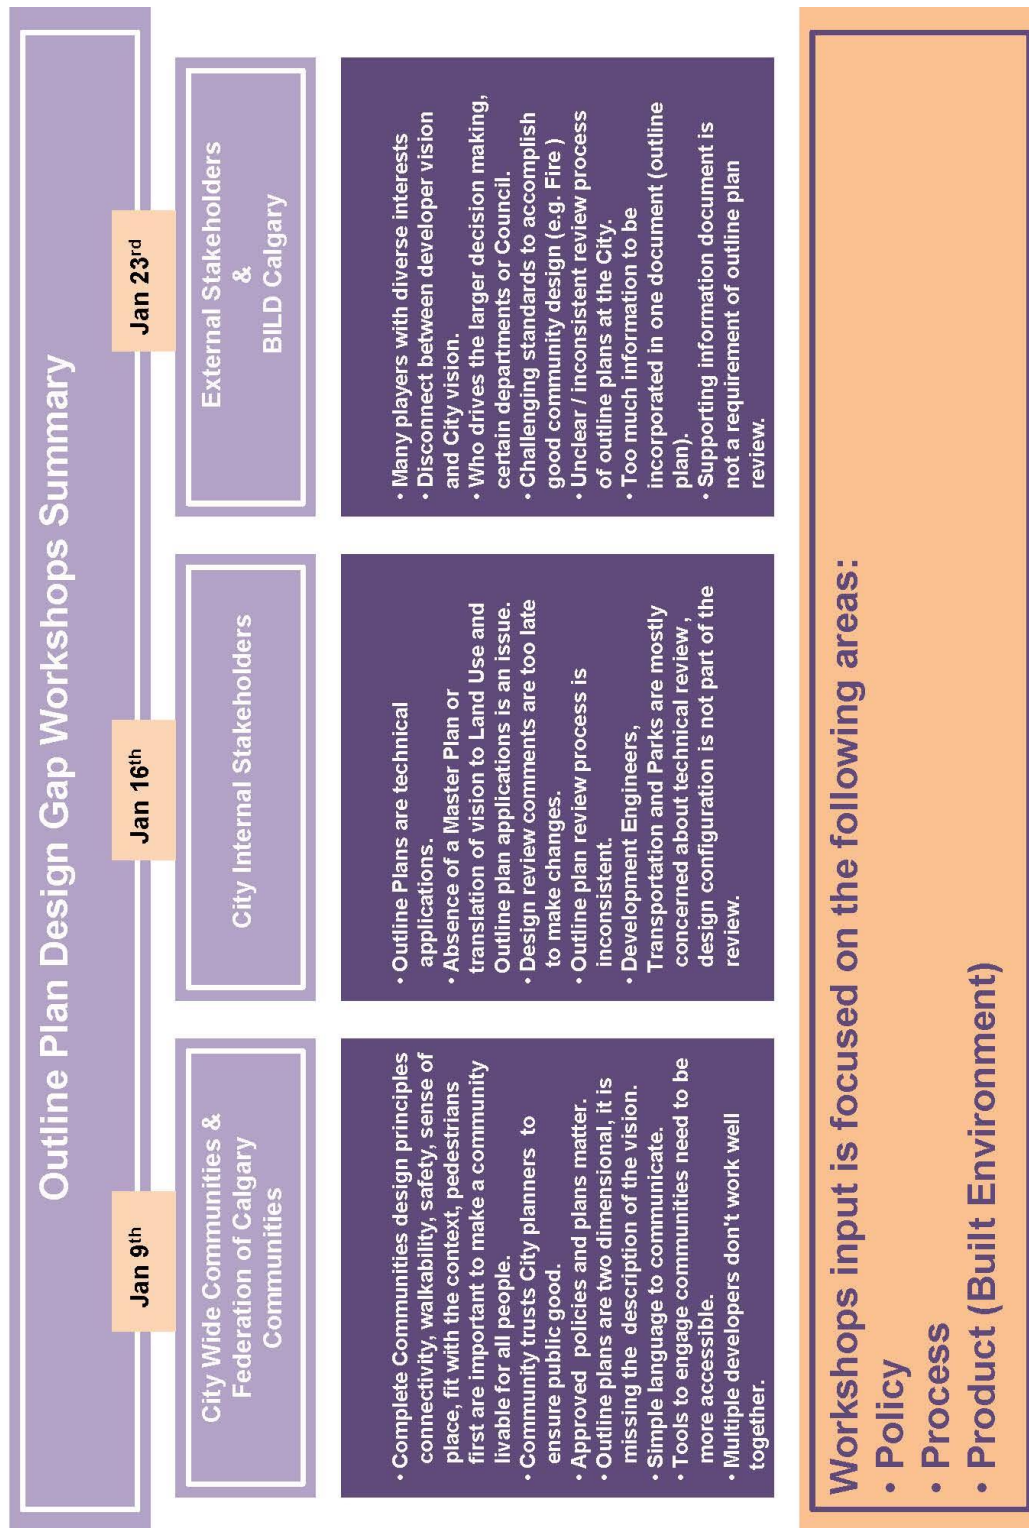 Outline Plan Design Gap Workshops Summary
Jan 9th
City Wide Communities &
Federation of Calgary
Communities
• Complete Communities design principles
connectivity, walkability, safety, sense of
place, fit with the context, pedestrians
first are important to make a community
livable for all people.
• Community trusts City planners to
ensure public good.
• Approved policies and plans matter.
• Outline plans are two dimensional, it is
missing the description of the vision.
• Simple language to communicate.
• Tools to engage communities need to be
more accessible.
• Multiple developers don't work well
together.
Jan 16th
City Internal Stakeholders
• Outline Plans are technical
applications.
• Absence of a Master Plan or
translation of vision to Land Use and
Outline plan applications is an issue.
• Design review comments are too late
to make changes.
• Outline plan review process is
inconsistent.
• Development Engineers,
Transportation and Parks are mostly
concerned about technical review ,
design configuration is not part of the
review.
Jan 23rd
External Stakeholders
&
BILD Calgary
• Many players with diverse interests
• Disconnect between developer vision
and City vision.
• Who drives the larger decision making,
certain departments or Council.
• Challenging standards to accomplish
good community design (e.g. Fire )
• Unclear / inconsistent review process
of outline plans at the City.
• Too much information to be
incorporated in one document (outline
plan).
• Supporting information document is
not a requirement of outline plan
review.
Workshops input is focused on the following areas:
• Policy
• Process
• Product (Built Environment)